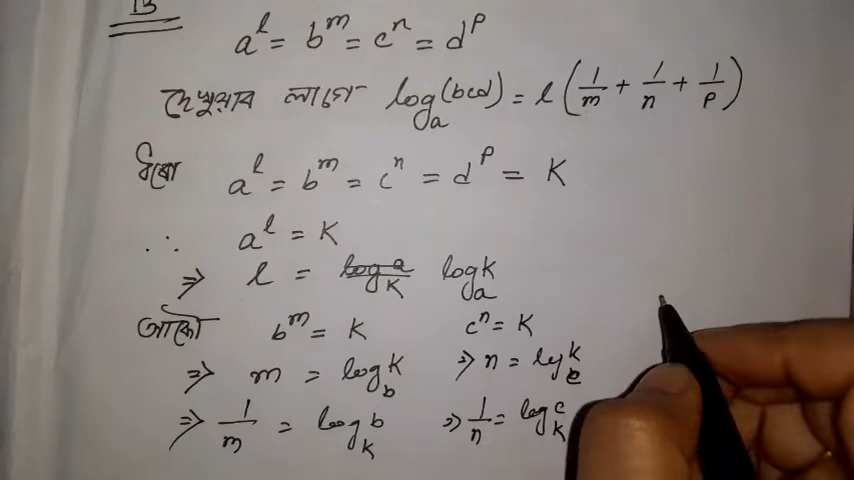 13
a^l = b^m = c^n = d^p
দেখুৱাব লাগে log_a(bcd) = l(1/m + 1/n + 1/p)
ধৰো a^l = b^m = c^n = d^p = K
∴ a^l = K
⇒ l = log_a K
আকৌ b^m = K c^n = K
⇒ m = log_b K ⇒ n = log_c K
⇒ 1/m = log_K b ⇒ 1/n = log_K c